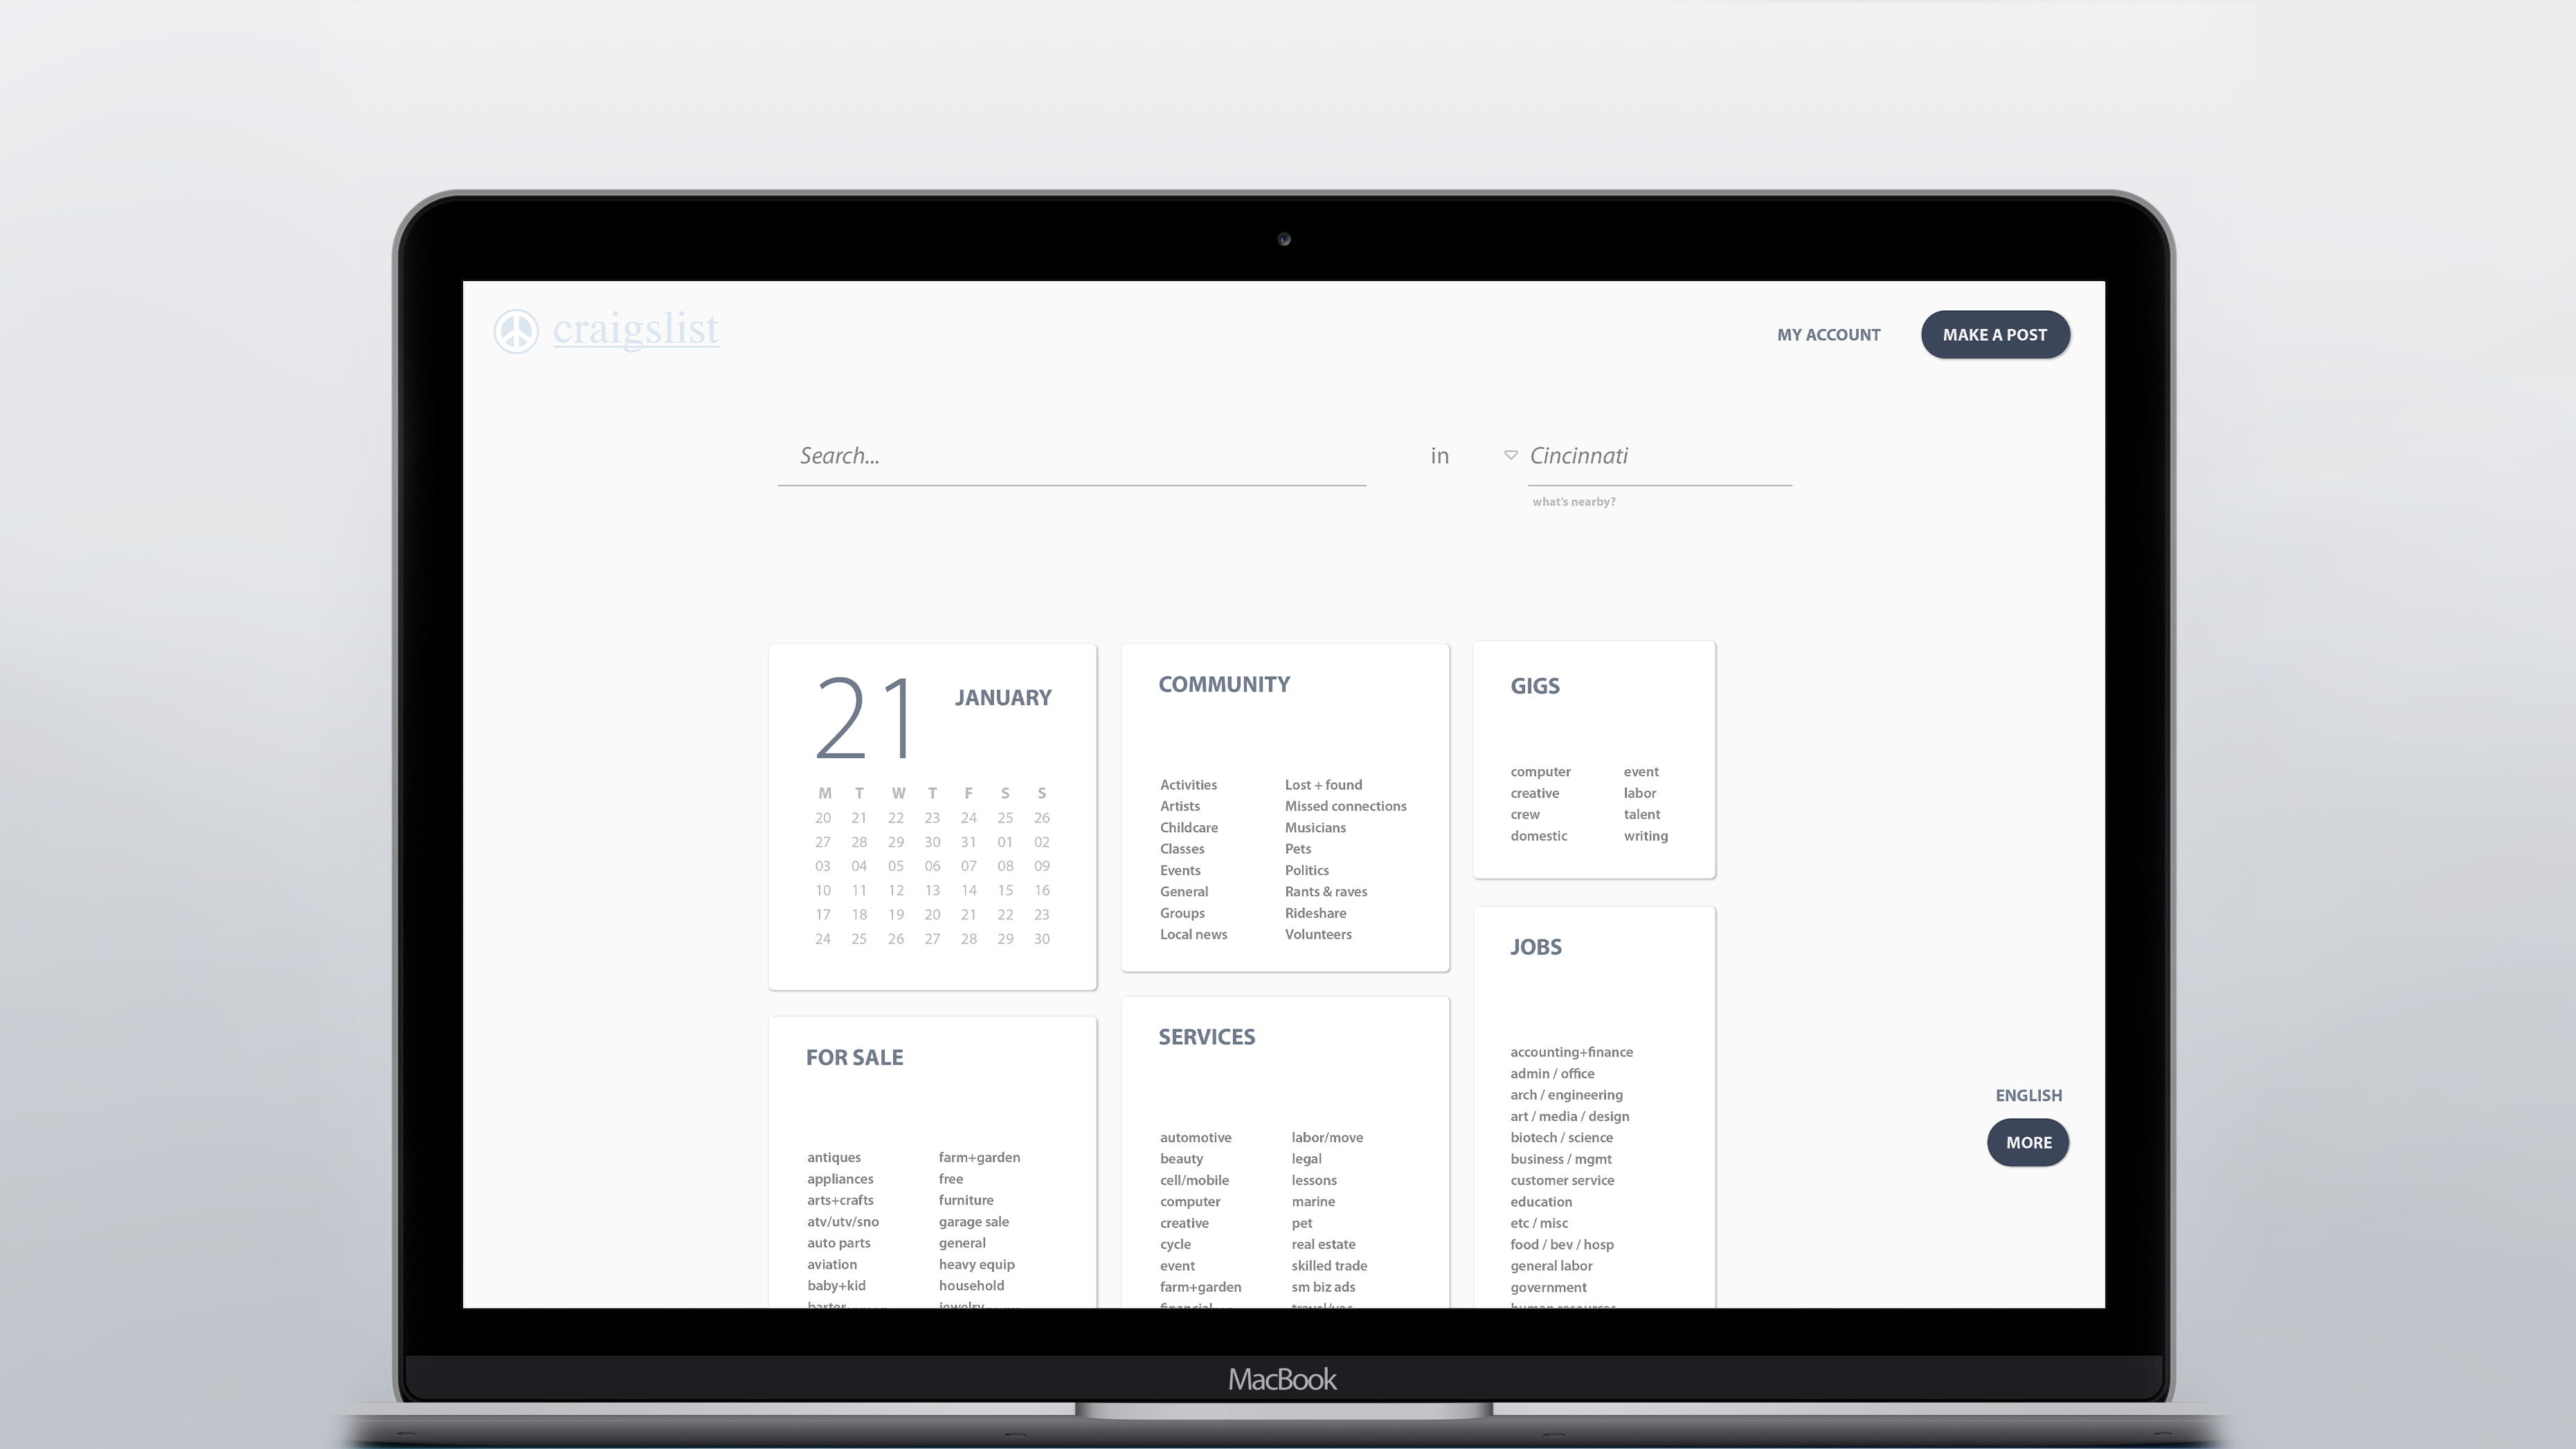 craigslist
MY ACCOUNT
MAKE A POST
Search...
in
Cincinnati
what's nearby?
21
JANUARY
M T W T F S S
20 21 22 23 24 25 26
27 28 29 30 31 01 02
03 04 05 06 07 08 09
10 11 12 13 14 15 16
17 18 19 20 21 22 23
24 25 26 27 28 29 30
FOR SALE
antiques
appliances
arts+crafts
atv/utv/sno
auto parts
aviation
baby+kid
farm+garden
free
furniture
garage sale
general
heavy equip
household
COMMUNITY
Activities
Artists
Childcare
Classes
Events
General
Groups
Local news
Lost + found
Missed connections
Musicians
Pets
Politics
Rants & raves
Rideshare
Volunteers
SERVICES
automotive
beauty
cell/mobile
computer
creative
cycle
event
farm+garden
labor/move
legal
lessons
marine
pet
real estate
skilled trade
sm biz ads
GIGS
computer
creative
crew
domestic
event
labor
talent
writing
JOBS
accounting+finance
admin / office
arch / engineering
art / media / design
biotech / science
business / mgmt
customer service
education
etc / misc
food / bev / hosp
general labor
government
ENGLISH
MORE
MacBook